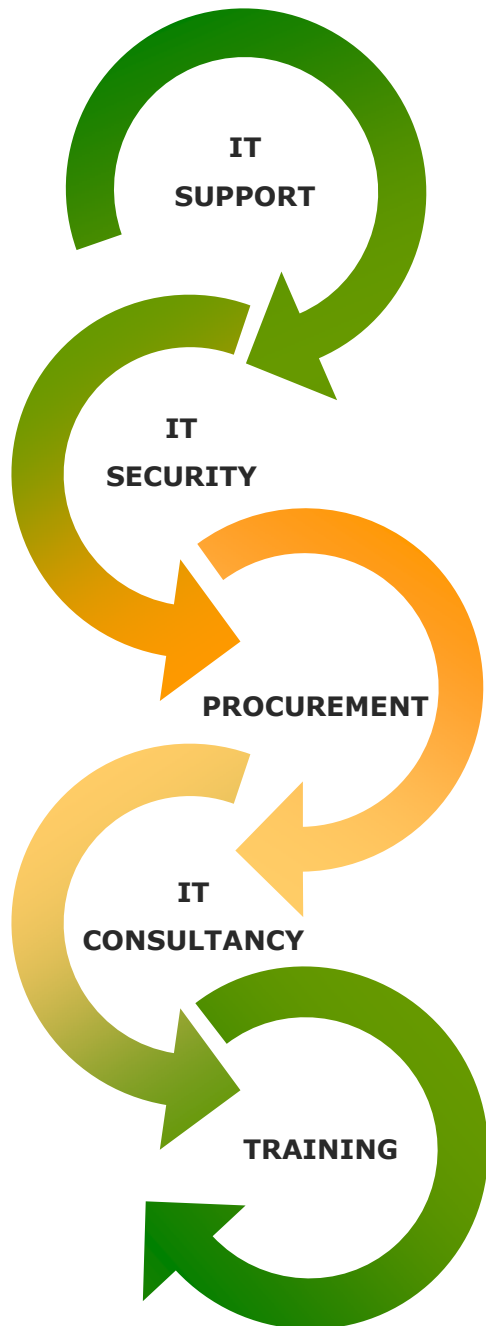 IT
SUPPORT
IT
SECURITY
PROCUREMENT
IT
CONSULTANCY
TRAINING